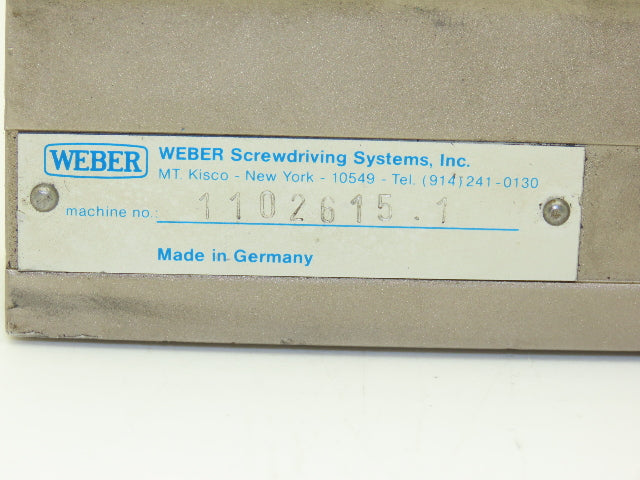 WEBER
WEBER Screwdriving Systems, Inc.
MT. Kisco - New York - 10549 - Tel. (914) 241-0130
machine no.: 1102615.1
Made in Germany